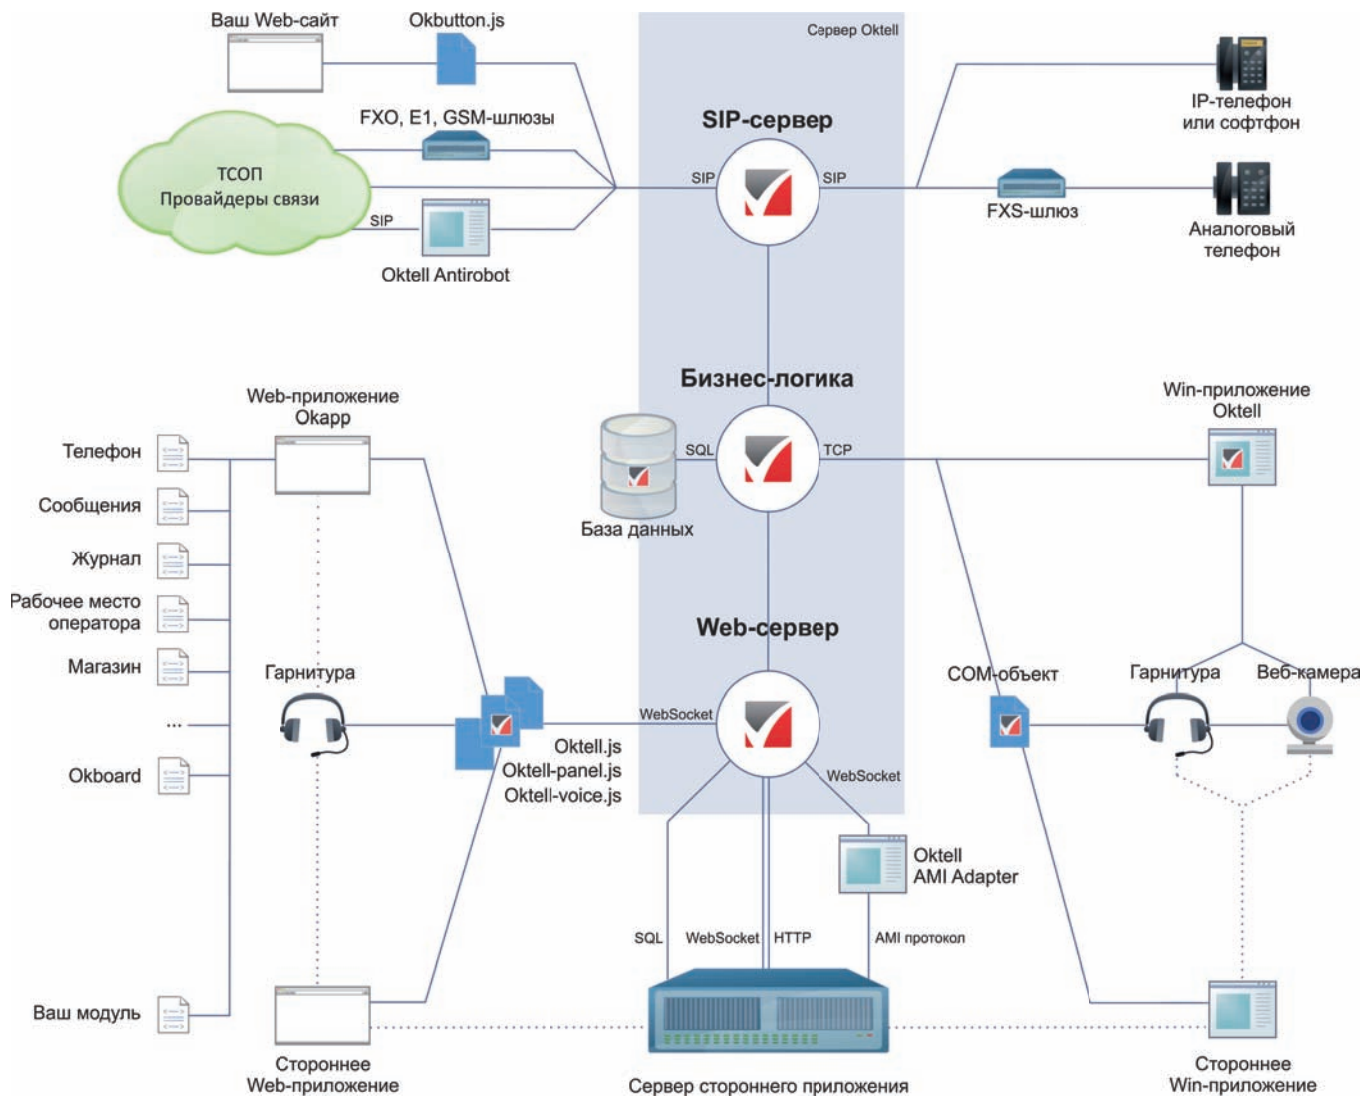 Ваш Web-сайт
Okbutton.js
Сервер Oktell
FXO, E1, GSM-шлюзы
SIP-сервер
IP-телефон
или софтфон
ТСОП
Провайдеры связи
SIP
SIP
SIP
FXS-шлюз
Oktell Antirobot
Аналоговый
телефон
Бизнес-логика
Web-приложение
Okapp
Win-приложение
Oktell
Телефон
SQL
TCP
Сообщения
База данных
Журнал
Рабочее место
оператора
Web-сервер
Магазин
Гарнитура
COM-объект
Гарнитура
Веб-камера
...
WebSocket
Oktell.js
Oktell-panel.js
Oktell-voice.js
Okboard
WebSocket
Oktell
AMI Adapter
SQL
WebSocket
HTTP
AMI протокол
Ваш модуль
Стороннее
Web-приложение
Сервер стороннего приложения
Стороннее
Win-приложение